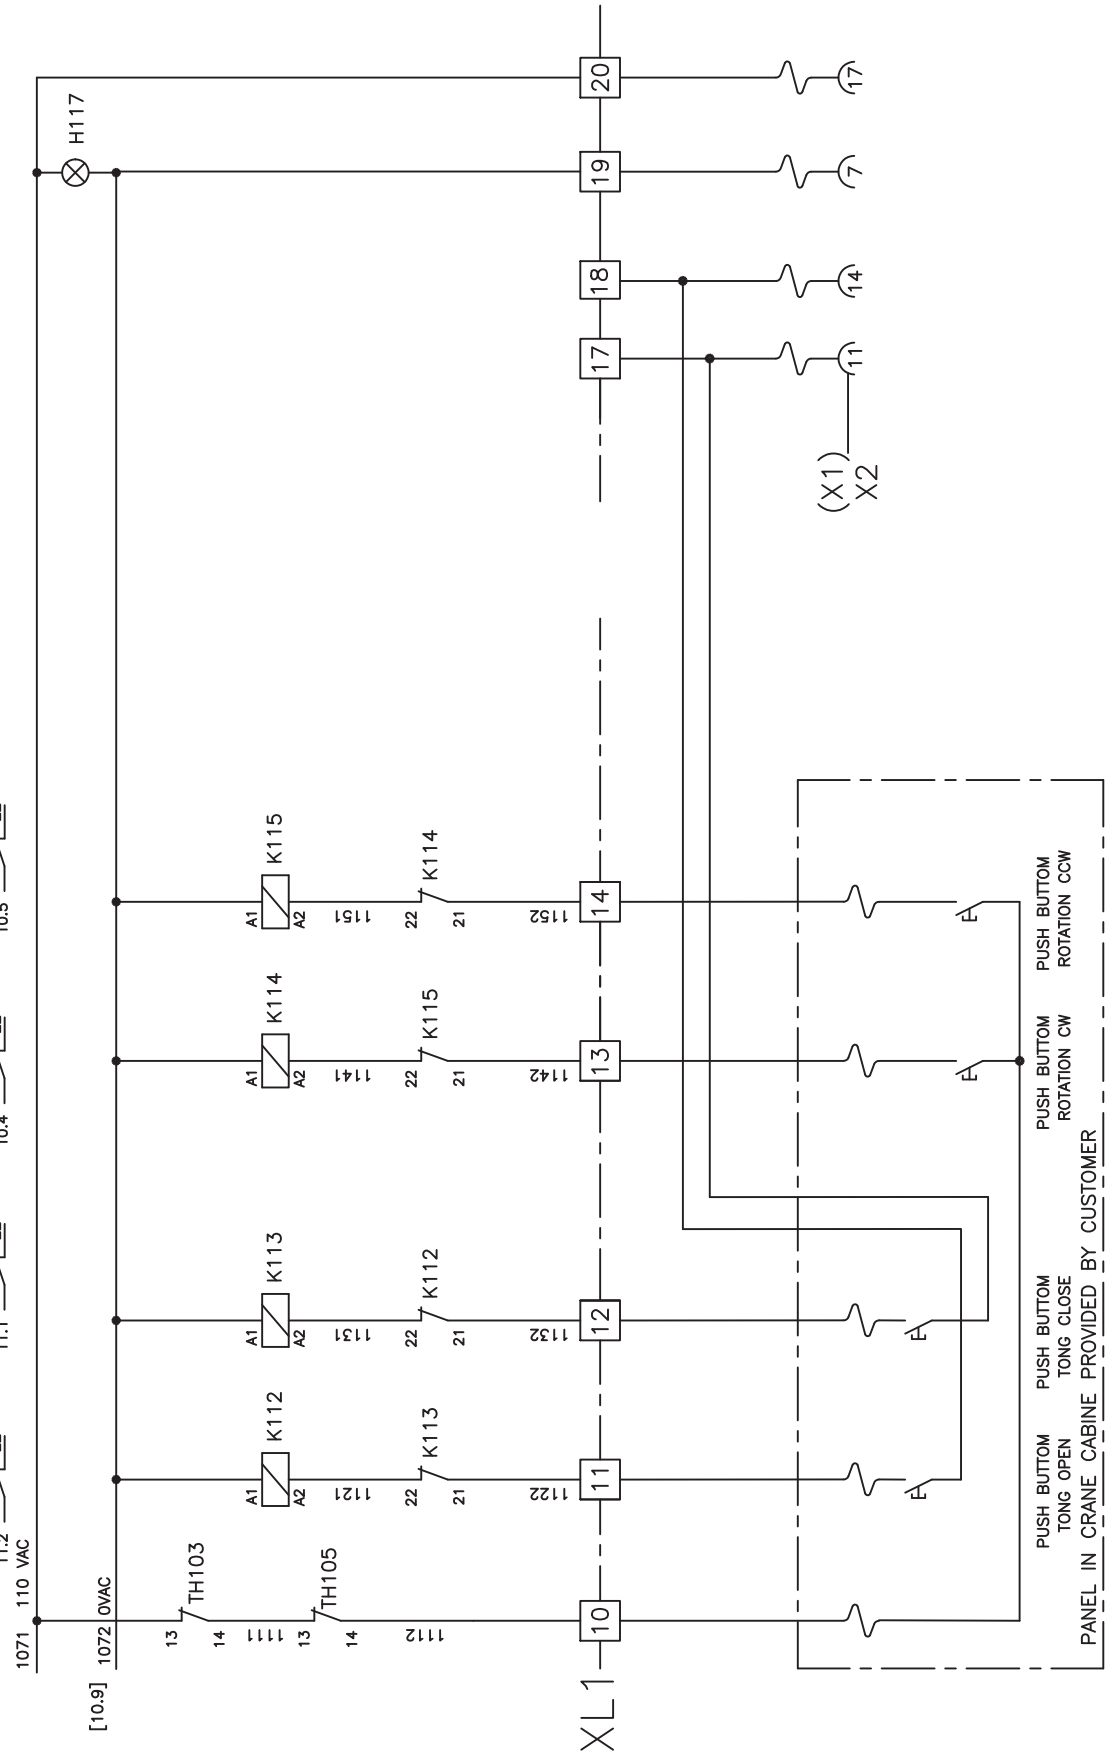 11.2
11.1
10.4
10.5
1071 110 VAC
[10.9] 1072 0VAC
H117
13
TH103
14
1111
13
TH105
14
1112
A1
K112
A2
1121
22
K113
21
1122
A1
K113
A2
1131
22
K112
21
1132
A1
K114
A2
1141
22
K115
21
1142
A1
K115
A2
1151
22
K114
21
1152
XL1
10
11
12
13
14
17
18
19
20
(X1)
X2
11
14
7
17
PUSH BUTTOM
TONG OPEN
PUSH BUTTOM
TONG CLOSE
PUSH BUTTOM
ROTATION CW
PUSH BUTTOM
ROTATION CCW
PANEL IN CRANE CABINE PROVIDED BY CUSTOMER